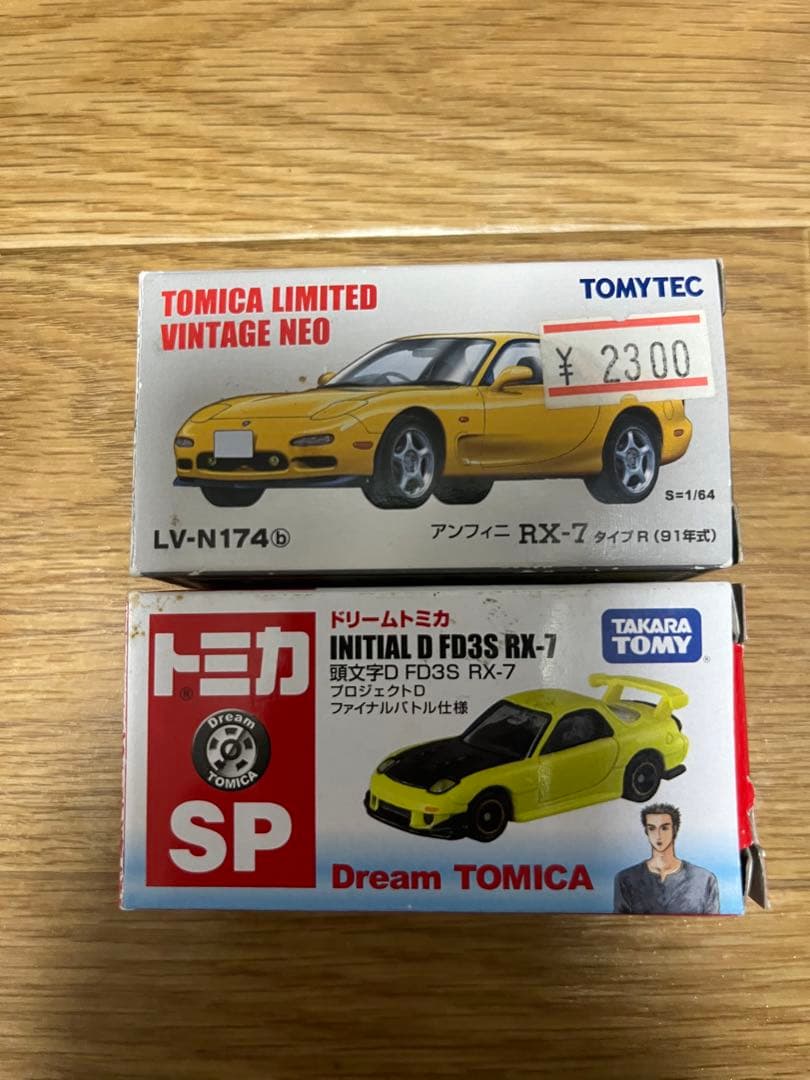 TOMICA LIMITED
VINTAGE NEO
TOMYTEC
¥ 2300
S=1/64
LV-N174ⓑ
アンフィニ RX-7 タイプR(91年式)
トミカ®
Dream
TOMICA
SP
ドリームトミカ
INITIAL D FD3S RX-7
頭文字D FD3S RX-7
プロジェクトD
ファイナルバトル仕様
TAKARA
TOMY®
Dream TOMICA